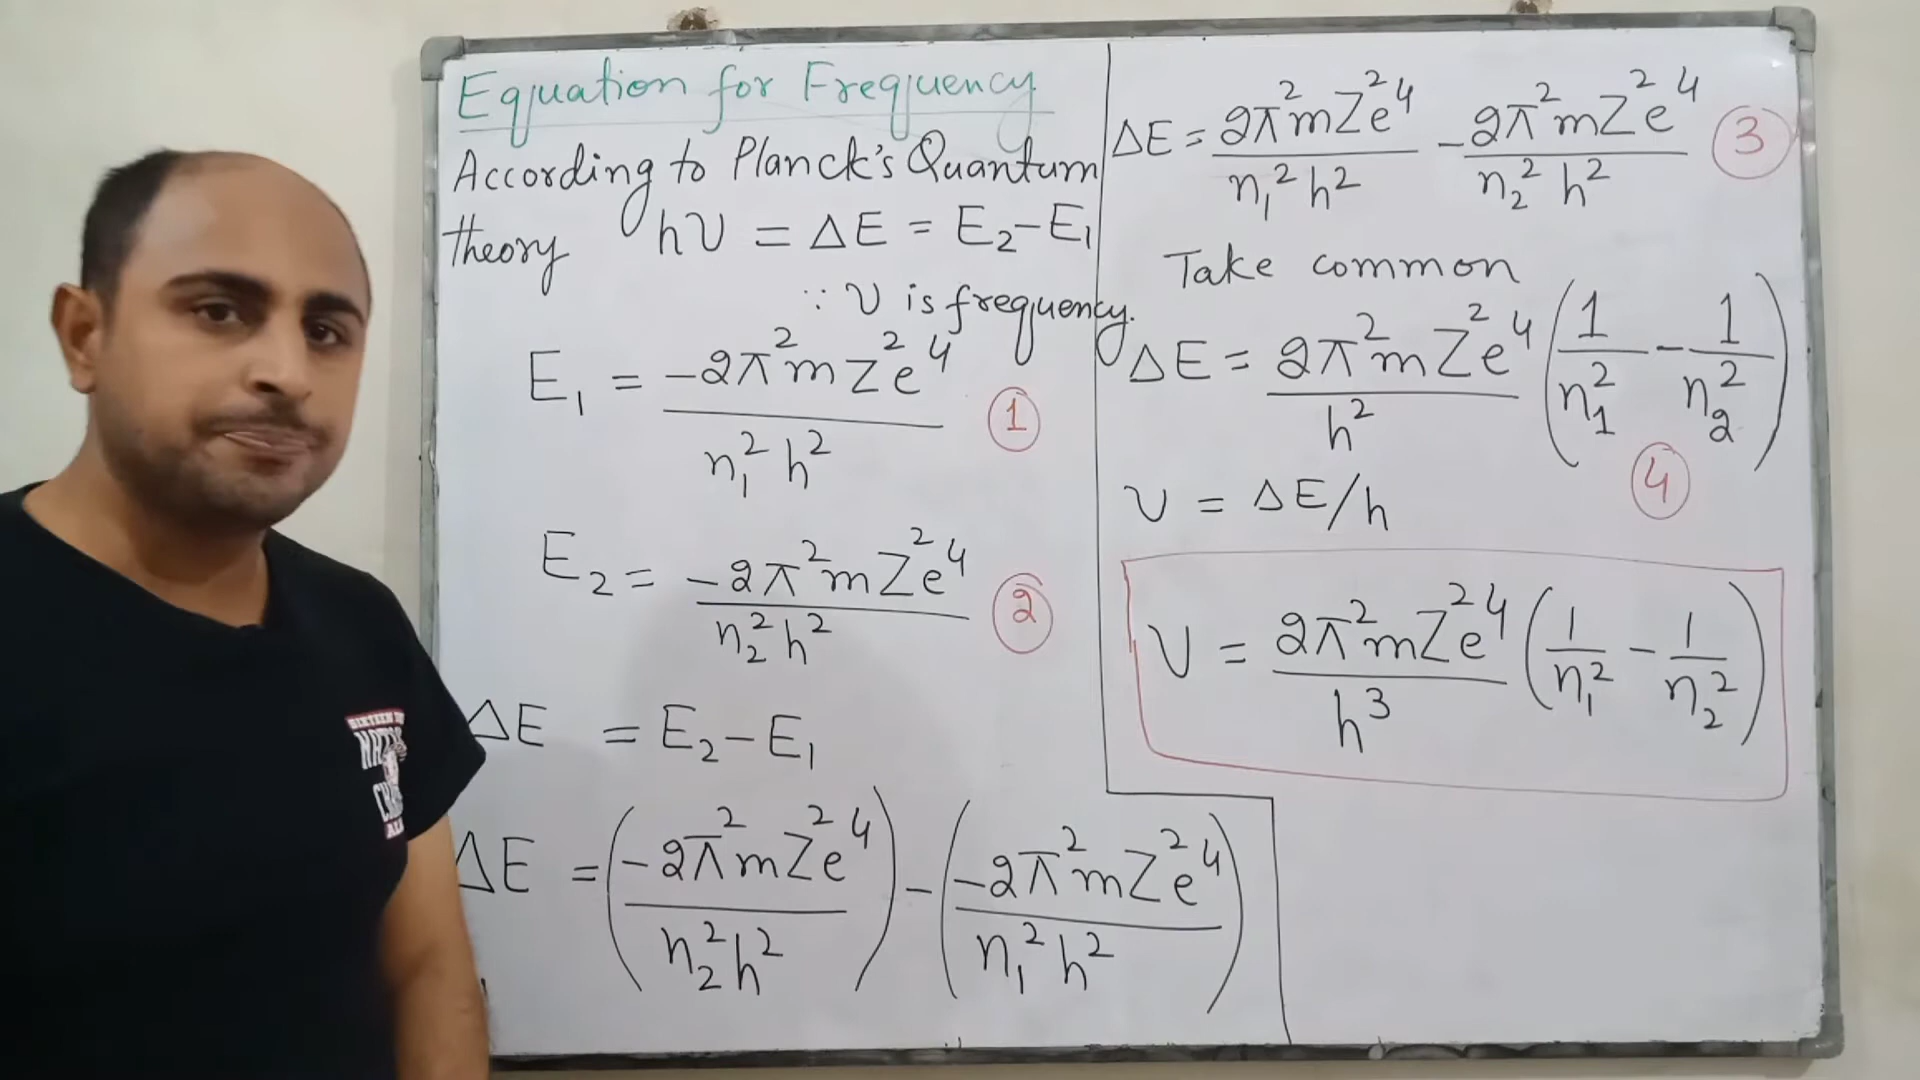 Equation for Frequency
According to Planck's Quantum
theory hυ = ΔE = E₂-E₁
∵ υ is frequency.
E₁ = -2π²mZ²e⁴ / n₁²h² ①
E₂ = -2π²mZ²e⁴ / n₂²h² ②
ΔE = E₂-E₁
ΔE = (-2π²mZ²e⁴ / n₂²h²) - (-2π²mZ²e⁴ / n₁²h²)
ΔE = 2π²mZ²e⁴ / n₁²h² - 2π²mZ²e⁴ / n₂²h² ③
Take common
ΔE = 2π²mZ²e⁴ / h² (1/n₁² - 1/n₂²)
④
υ = ΔE/h
υ = 2π²mZ²e⁴ / h³ (1/n₁² - 1/n₂²)